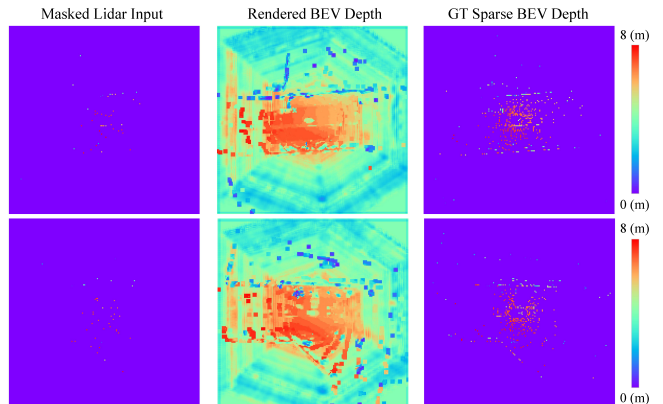 Masked Lidar Input
Rendered BEV Depth
GT Sparse BEV Depth
8 (m)
0 (m)
8 (m)
0 (m)